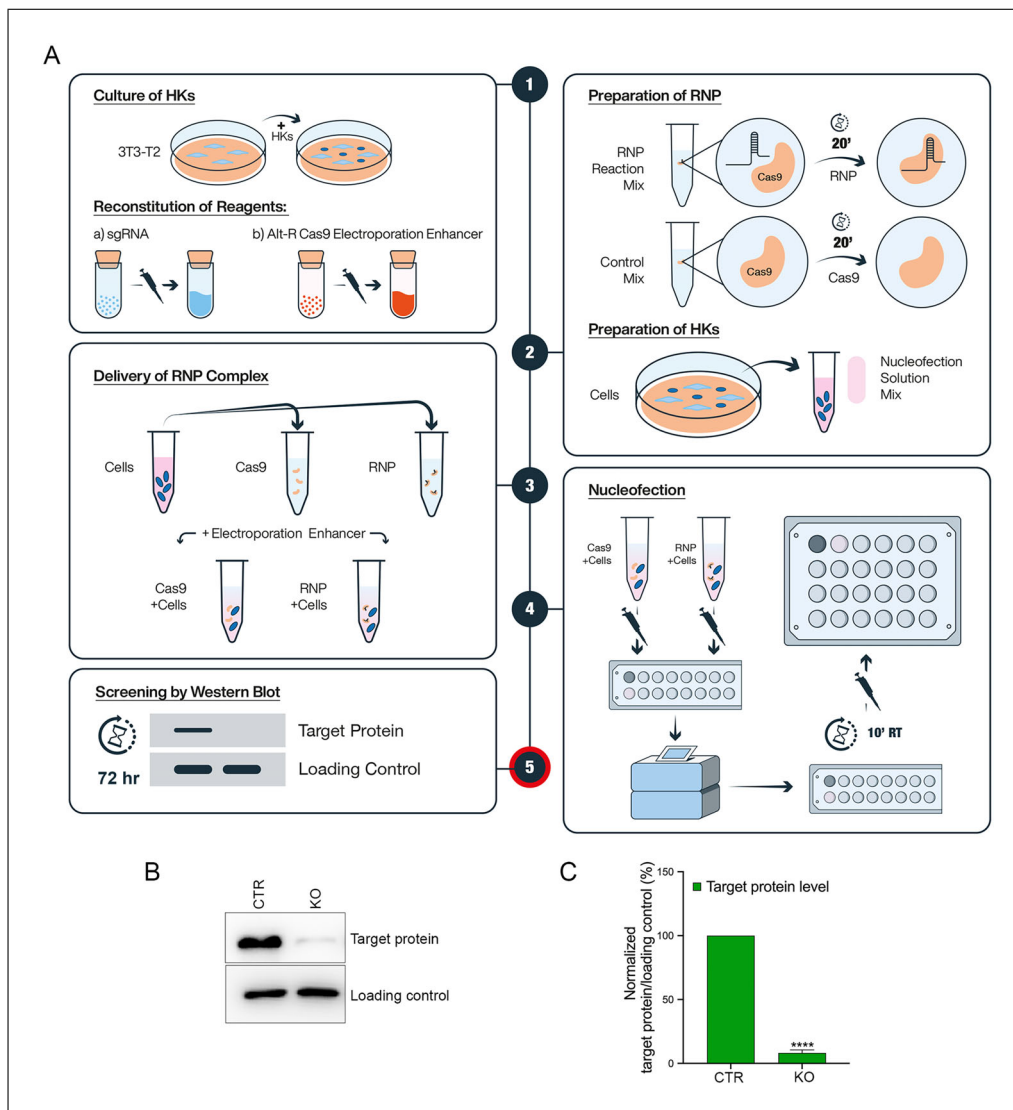 A
1
Culture of HKs
+
HKs
3T3-T2
Reconstitution of Reagents:
a) sgRNA
b) Alt-R Cas9 Electroporation Enhancer
Preparation of RNP
RNP
Reaction
Mix
Cas9
20'
RNP
Control
Mix
Cas9
20'
Cas9
2
Preparation of HKs
Cells
Nucleofection
Solution
Mix
Delivery of RNP Complex
Cells
Cas9
RNP
+ Electroporation Enhancer
Cas9
+Cells
RNP
+Cells
3
4
Nucleofection
Cas9
+Cells
RNP
+Cells
10' RT
Screening by Western Blot
72 hr
Target Protein
Loading Control
5
B
CTR
KO
Target protein
Loading control
C
Normalized
target protein/loading control (%)
150
100
50
0
Target protein level
****
CTR
KO